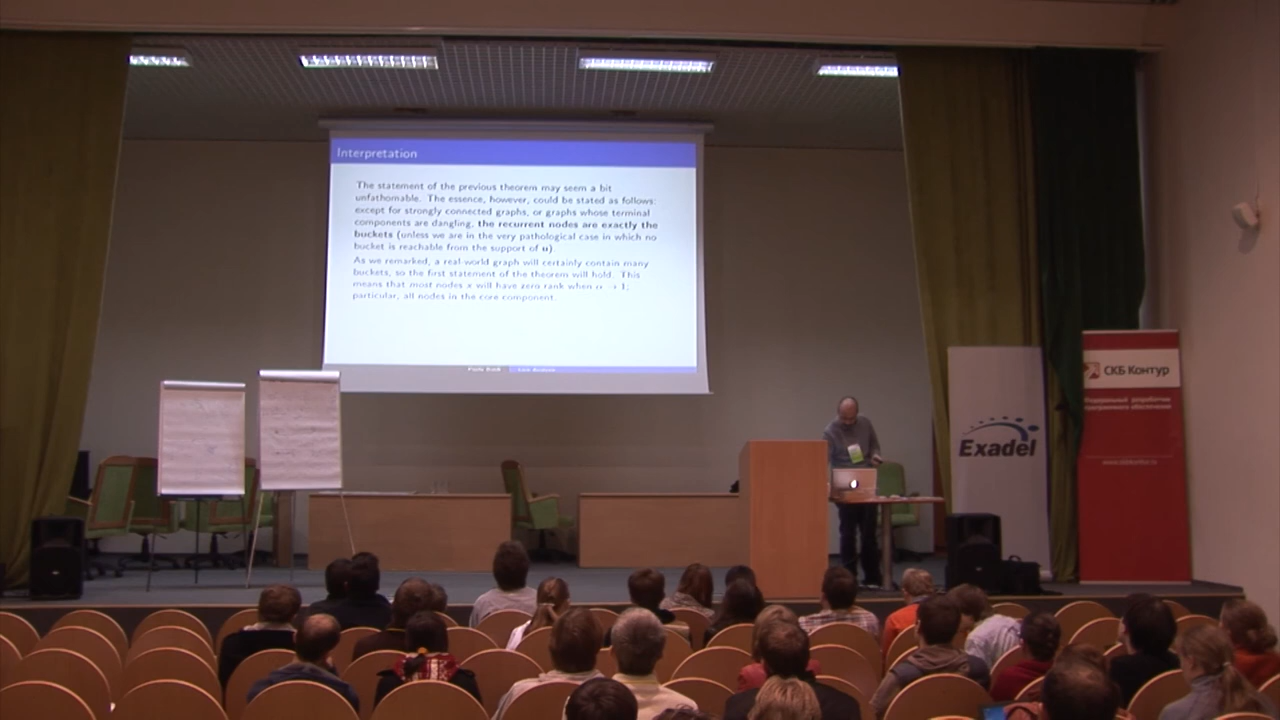 Interpretation
The statement of the previous theorem may seem a bit
unfathomable. The essence, however, could be stated as follows:
except for strongly connected graphs, or graphs whose terminal
components are dangling, the recurrent nodes are exactly the
buckets (unless we are in the very pathological case in which no
bucket is reachable from the support of u).
As we remarked, a real-world graph will certainly contain many
buckets, so the first statement of the theorem will hold. This
means that most nodes x will have zero rank when α → 1;
particular, all nodes in the core component.
Exadel
СКБ Контур
Федеральный разработчик
программного обеспечения